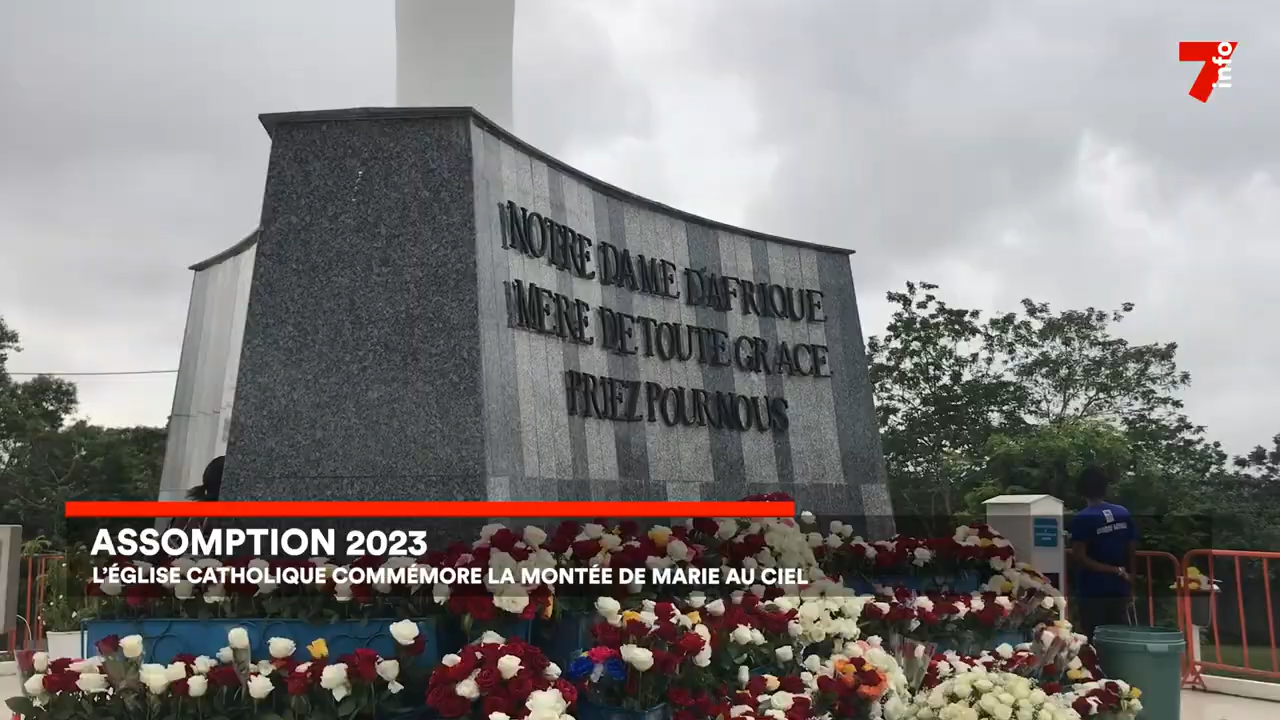 7info
NOTRE DAME D'AFRIQUE
MERE DE TOUTE GRACE
PRIEZ POUR NOUS
ASSOMPTION 2023
L'ÉGLISE CATHOLIQUE COMMÉMORE LA MONTÉE DE MARIE AU CIEL